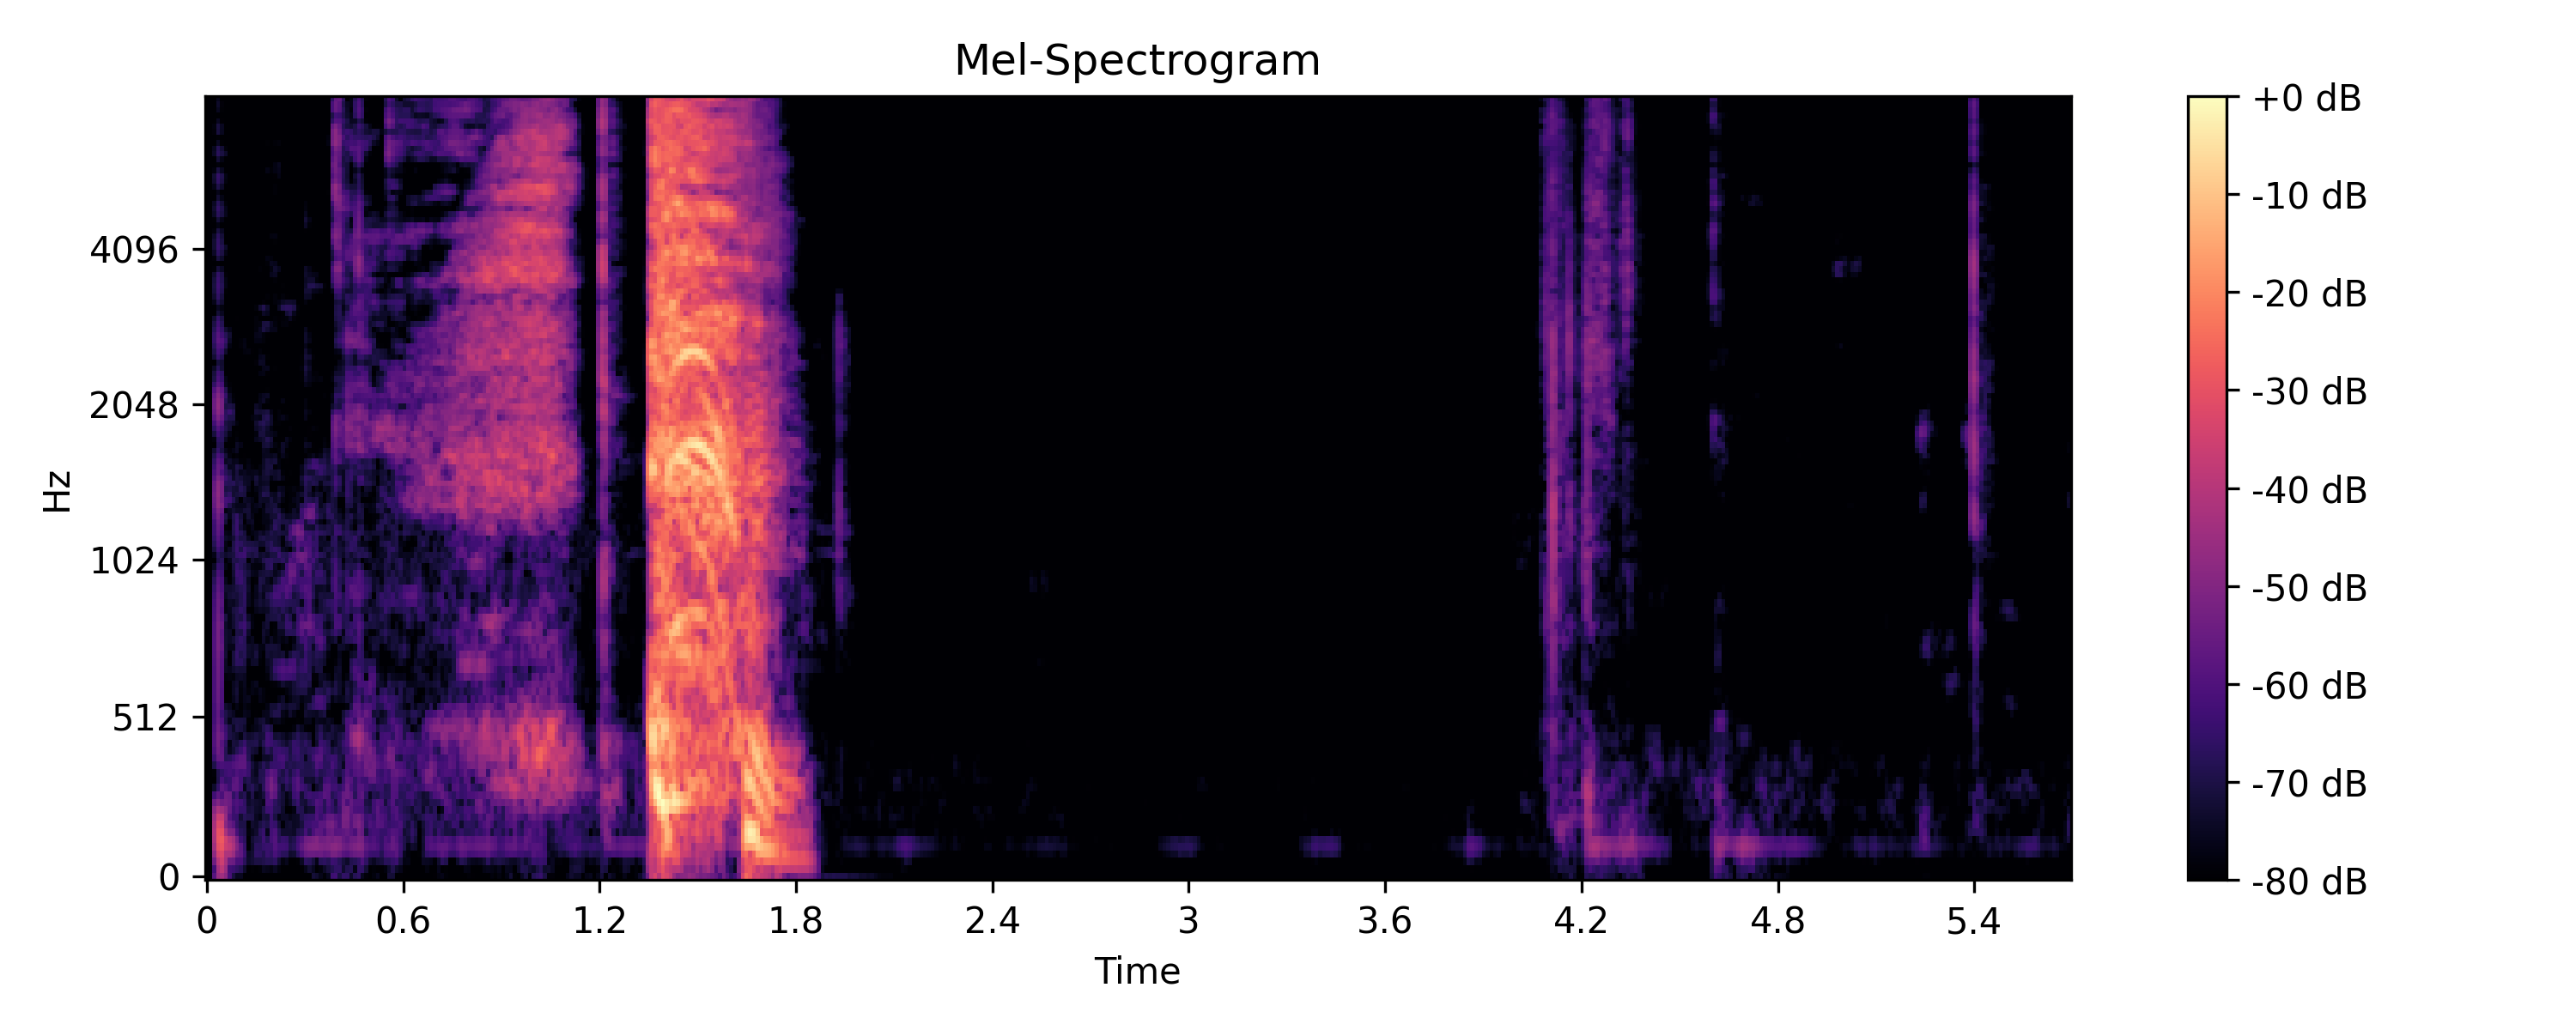 Mel-Spectrogram
+0 dB
-10 dB
4096
-20 dB
2048
-30 dB
Hz
-40 dB
1024
-50 dB
512
-60 dB
-70 dB
0
-80 dB
0 0.6 1.2 1.8 2.4 3 3.6 4.2 4.8 5.4
Time